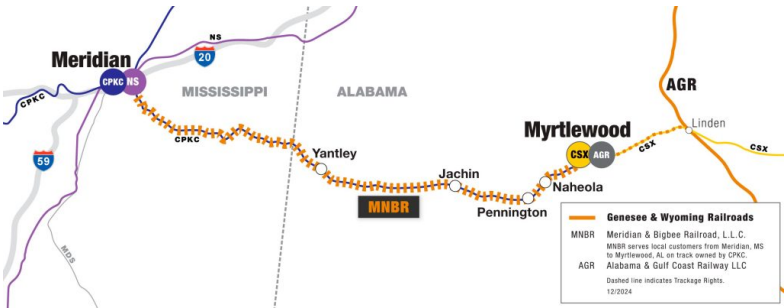 Meridian
CPKC NS
20
CPKC
MISSISSIPPI
ALABAMA
AGR
59
CPKC
Yantley
Myrtlewood
CSX AGR
CSX
Linden
CSX
MNBR
Jachin
Pennington
Naheola
MDS
NS
Genesee & Wyoming Railroads
MNBR Meridian & Bigbee Railroad, L.L.C.
MNBR serves local customers from Meridian, MS
to Myrtlewood, AL on track owned by CPKC.
AGR Alabama & Gulf Coast Railway LLC
Dashed line indicates Trackage Rights.
12/2024